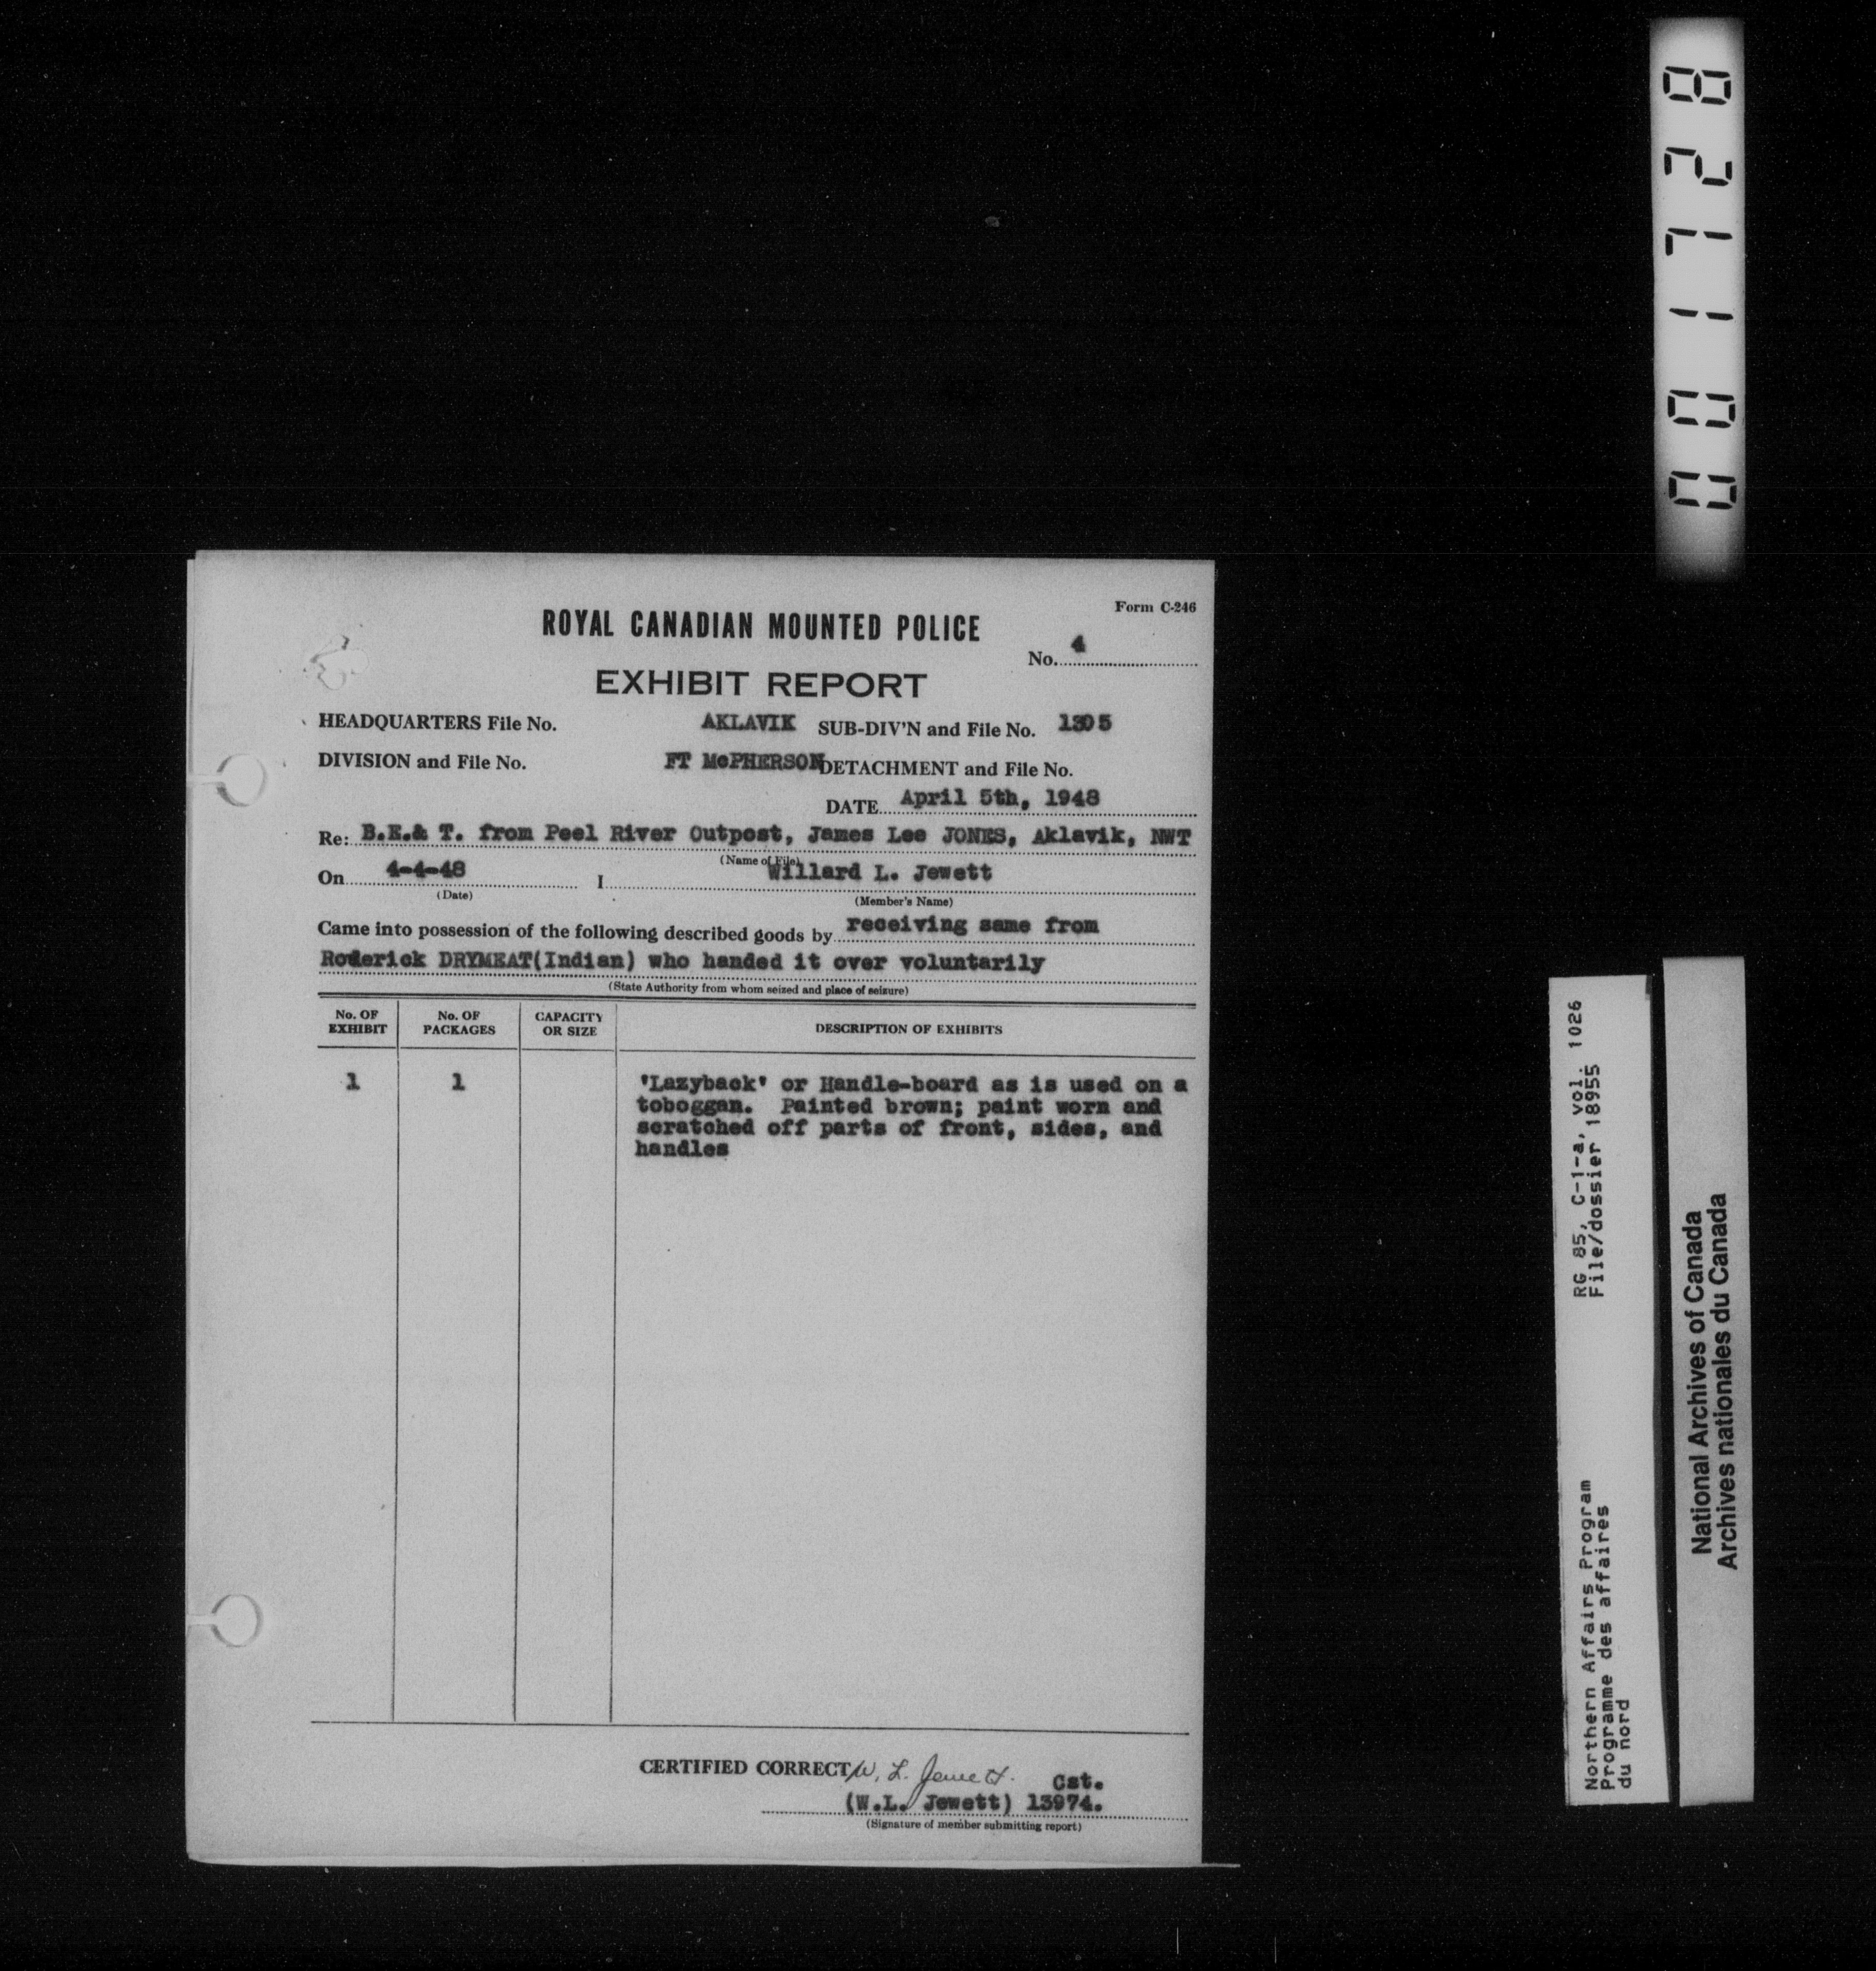 Form C-246
ROYAL CANADIAN MOUNTED POLICE
No. 4
EXHIBIT REPORT
HEADQUARTERS File No. AKLAVIK SUB-DIV'N and File No. 1305
DIVISION and File No. FT McPHERSON DETACHMENT and File No.
DATE April 5th, 1948
Re: B.E.& T. from Peel River Outpost, James Lee JONES, Aklavik, NWT
(Name of File)
On 4-4-48 I Willard L. Jewett
(Date) (Member's Name)
Came into possession of the following described goods by receiving same from
Roderick DRYMEAT(Indian) who handed it over voluntarily
(State Authority from whom seized and place of seizure)
No. OF EXHIBIT
No. OF PACKAGES
CAPACITY OR SIZE
DESCRIPTION OF EXHIBITS
1 1 'Lazyback' or Handle-board as is used on a
toboggan. Painted brown; paint worn and
scratched off parts of front, sides, and
handles
CERTIFIED CORRECT W. L. Jewett. Cst.
(W.L. Jewett) 13974.
(Signature of member submitting report)
001728
RG 85, C-1-a, vol. 1026
File/dossier 18955
Northern Affairs Program
Programme des affaires
du nord
National Archives of Canada
Archives nationales du Canada